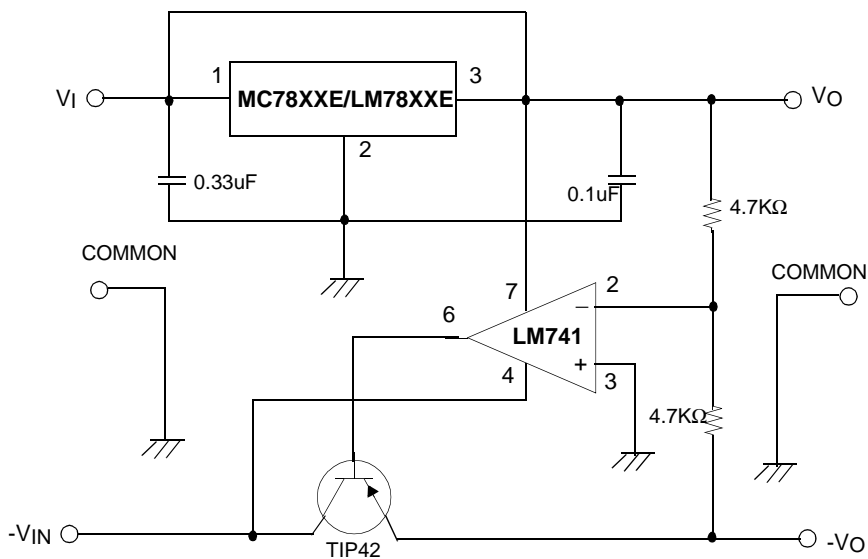 1
MC78XXE/LM78XXE
3
VI
VO
2
0.33uF
0.1uF
4.7KΩ
COMMON
COMMON
7
2
6
−
LM741
+
4
3
4.7KΩ
-VIN
TIP42
-VO